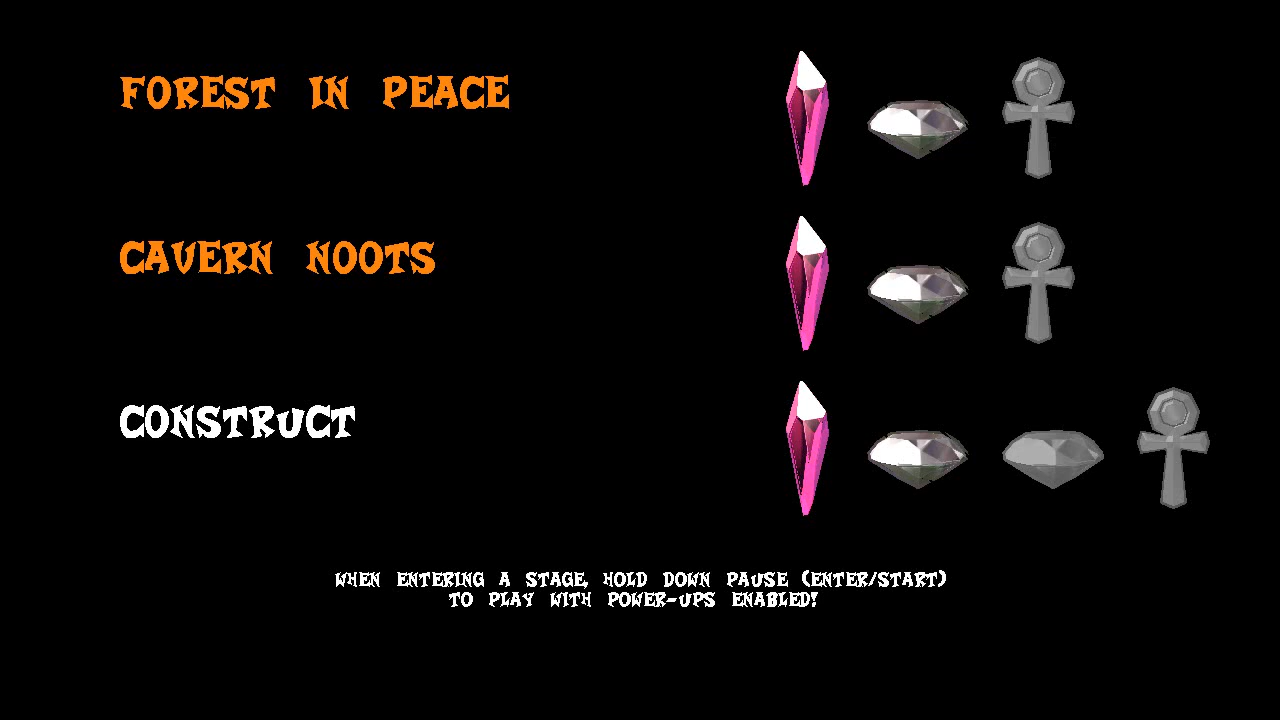 FOREST IN PEACE
CAVERN NOOTS
CONSTRUCT
WHEN ENTERING A STAGE, HOLD DOWN PAUSE (ENTER/START)
TO PLAY WITH POWER-UPS ENABLED!